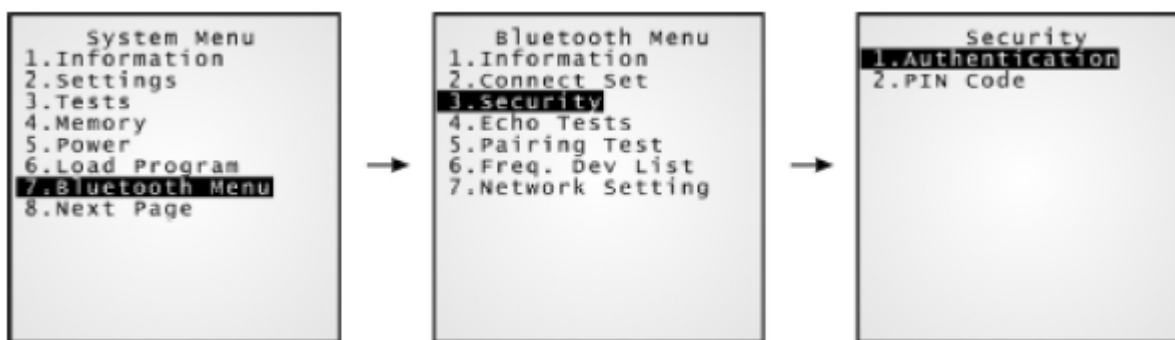 System Menu
1.Information
2.Settings
3.Tests
4.Memory
5.Power
6.Load Program
7.Bluetooth Menu
8.Next Page
Bluetooth Menu
1.Information
2.Connect Set
3.Security
4.Echo Tests
5.Pairing Test
6.Freq. Dev List
7.Network Setting
Security
1.Authentication
2.PIN Code